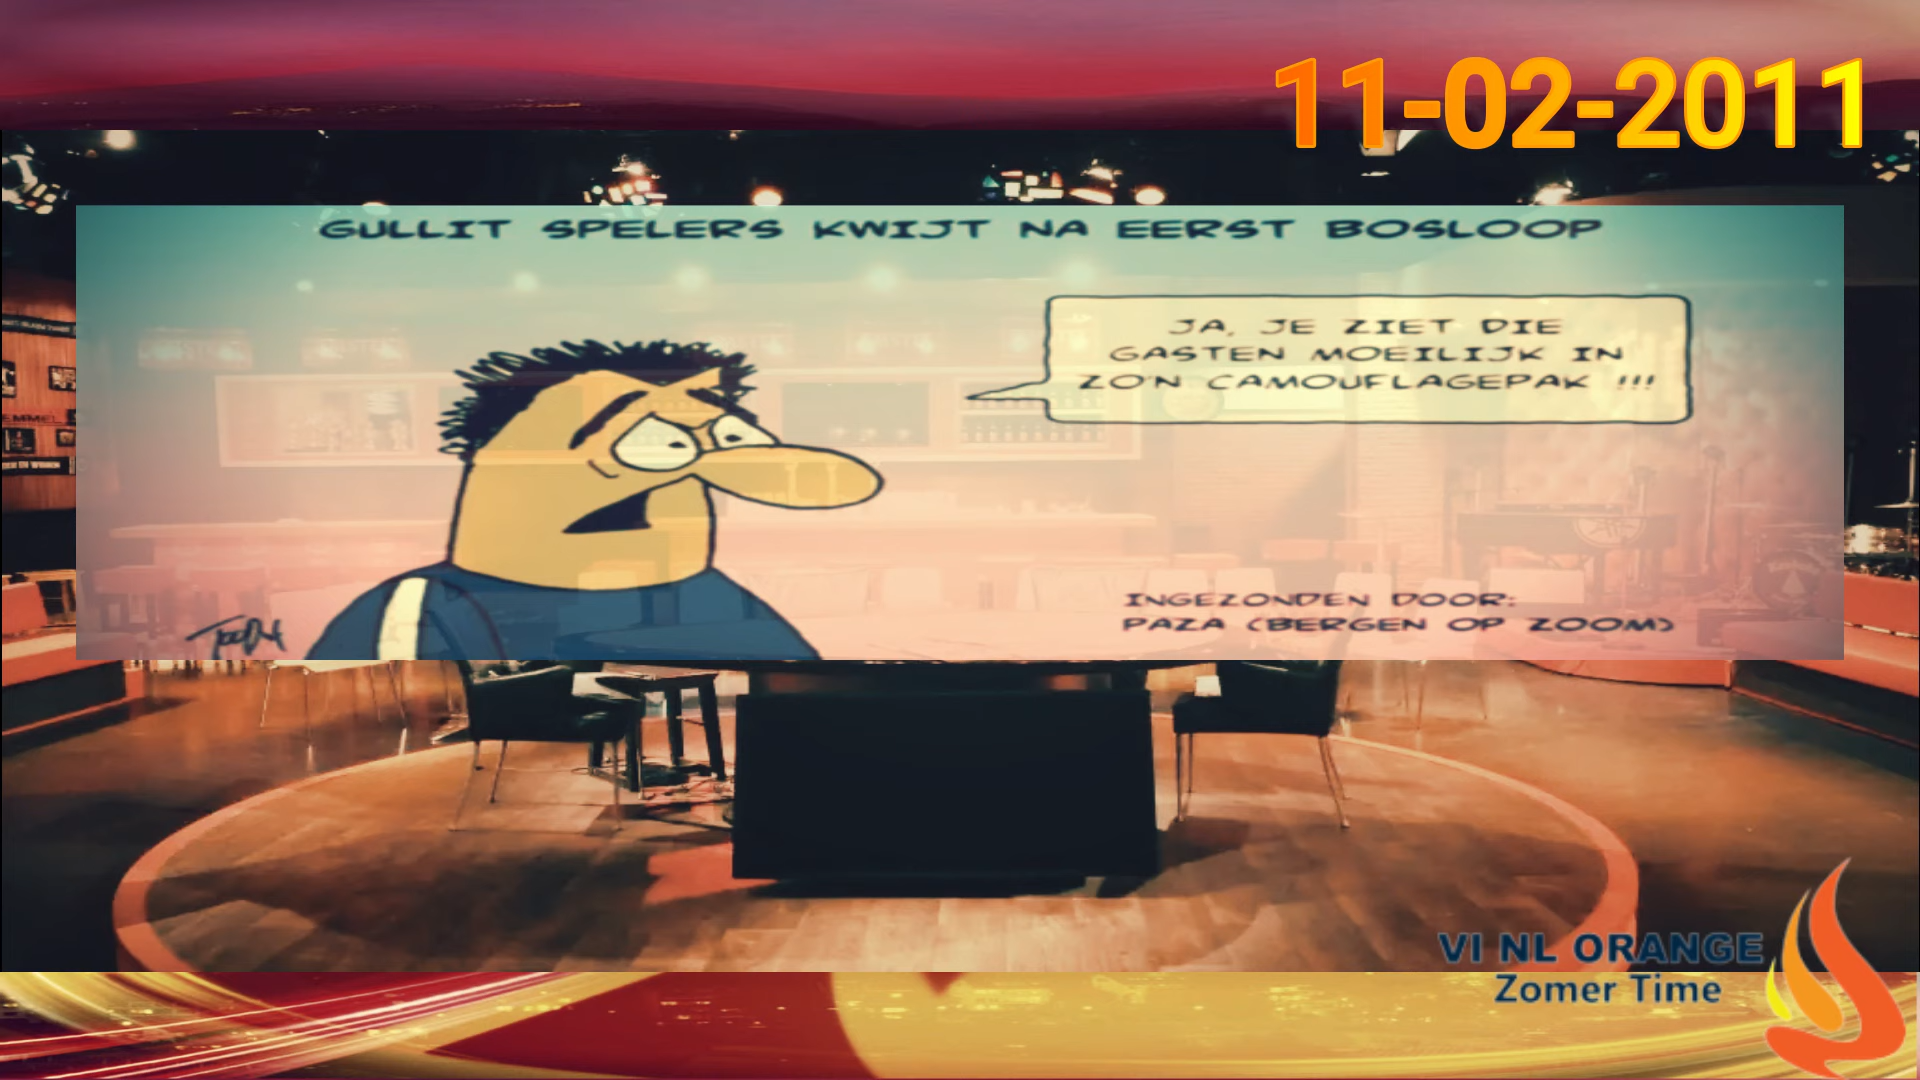 11-02-2011
GULLIT SPELERS KWIJT NA EERST BOSLOOP
JA, JE ZIET DIE
GASTEN MOEILIJK IN
ZO'N CAMOUFLAGEPAK !!!
INGEZONDEN DOOR:
PAZA (BERGEN OP ZOOM)
VI NL ORANGE
Zomer Time